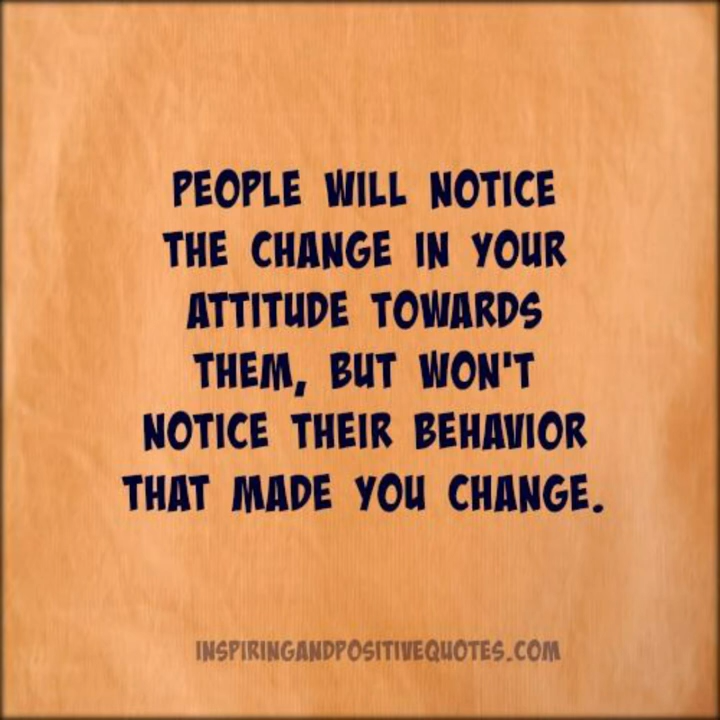 PEOPLE WILL NOTICE
THE CHANGE IN YOUR
ATTITUDE TOWARDS
THEM, BUT WON'T
NOTICE THEIR BEHAVIOR
THAT MADE YOU CHANGE.
INSPIRINGANDPOSITIVEQUOTES.COM